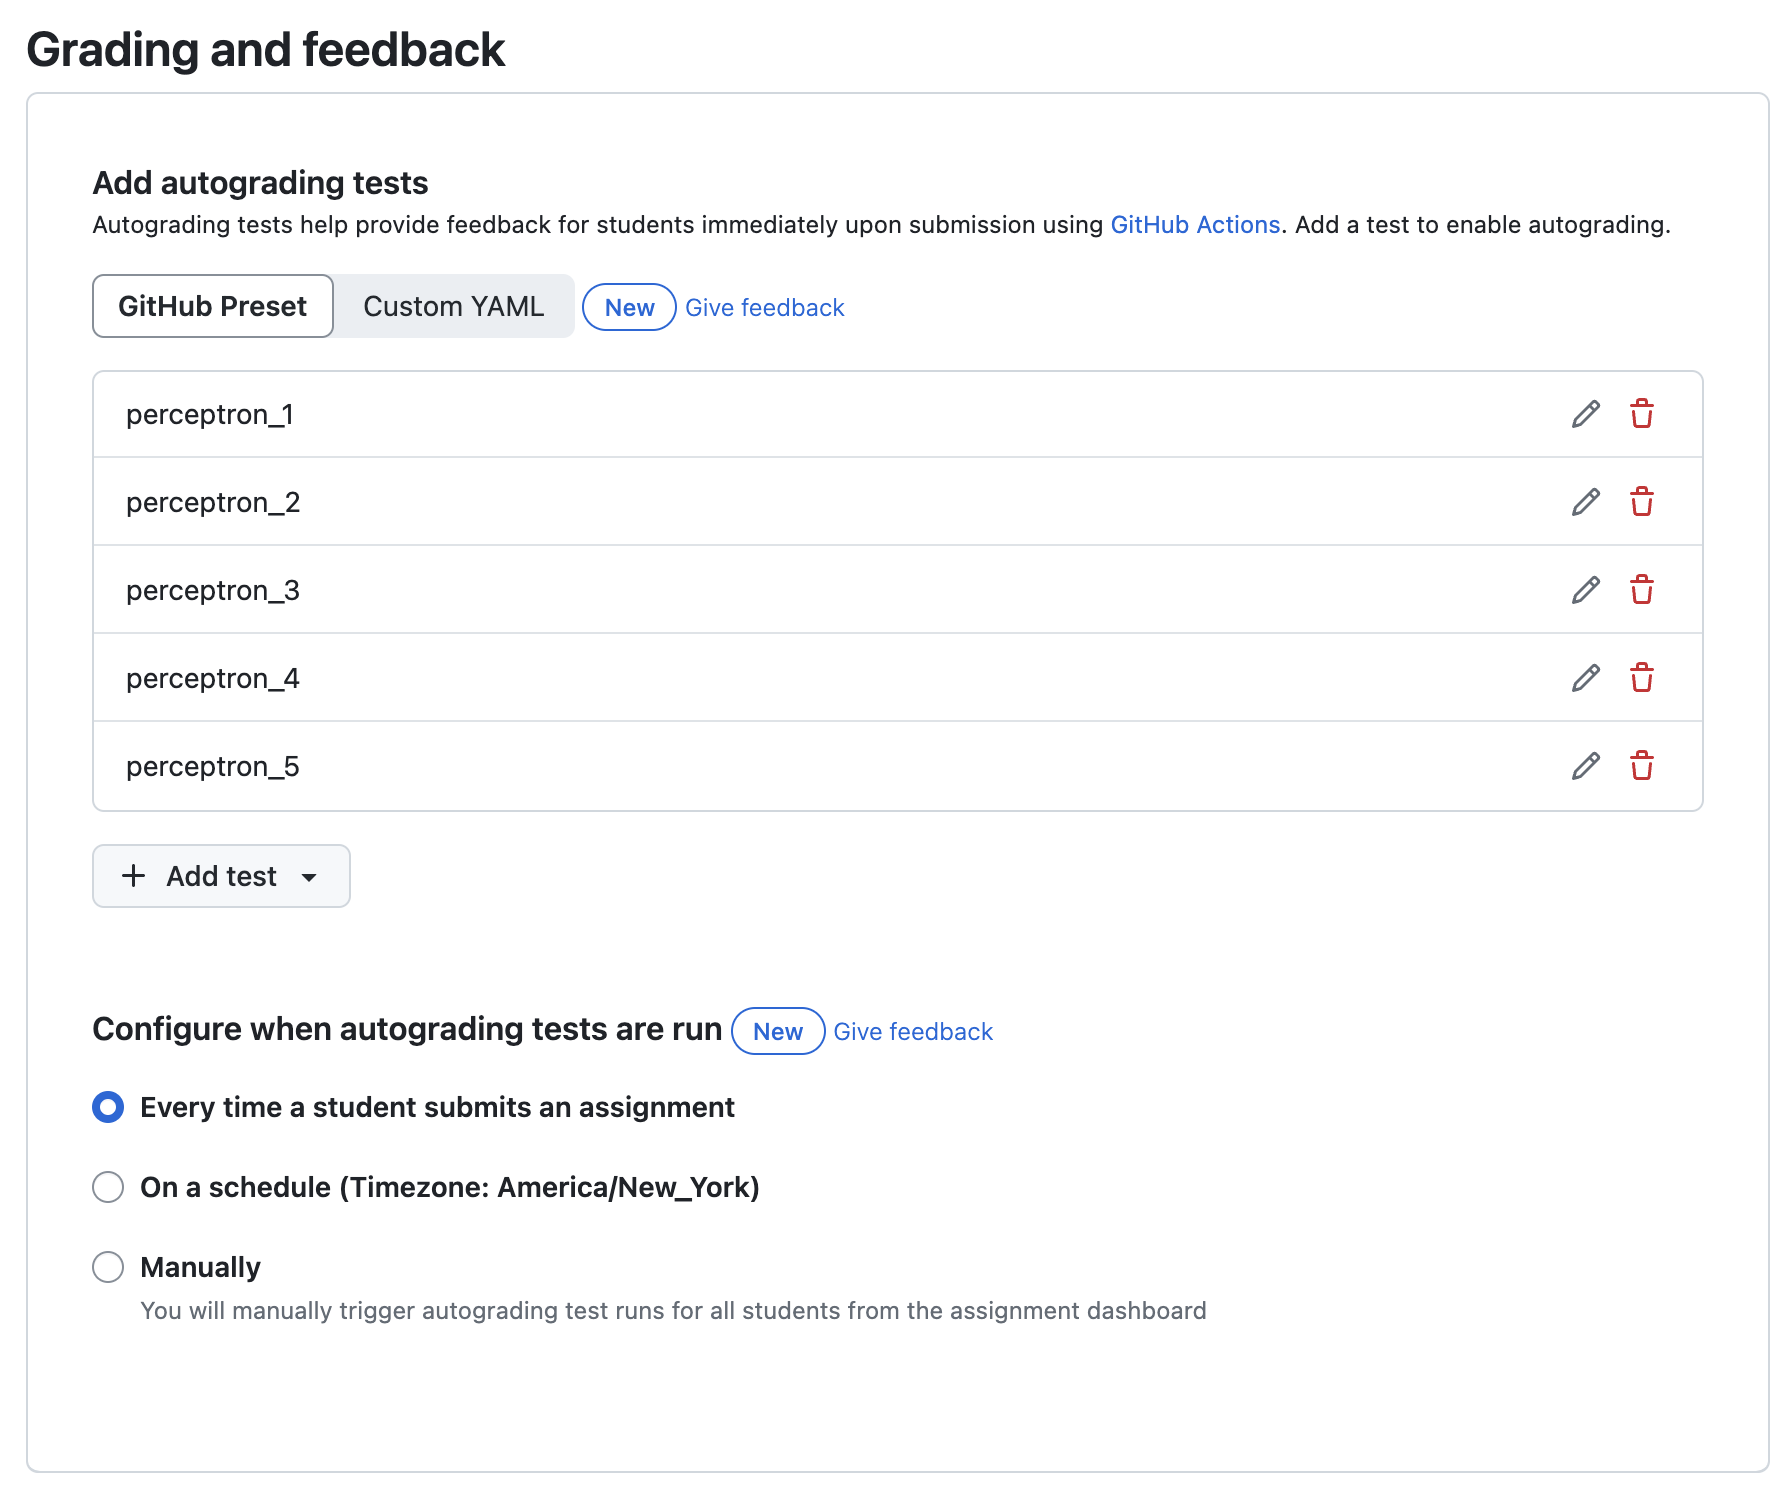 Grading and feedback
Add autograding tests
Autograding tests help provide feedback for students immediately upon submission using GitHub Actions. Add a test to enable autograding.
GitHub Preset Custom YAML New Give feedback
perceptron_1
perceptron_2
perceptron_3
perceptron_4
perceptron_5
Add test
Configure when autograding tests are run New Give feedback
Every time a student submits an assignment
On a schedule (Timezone: America/New_York)
Manually
You will manually trigger autograding test runs for all students from the assignment dashboard